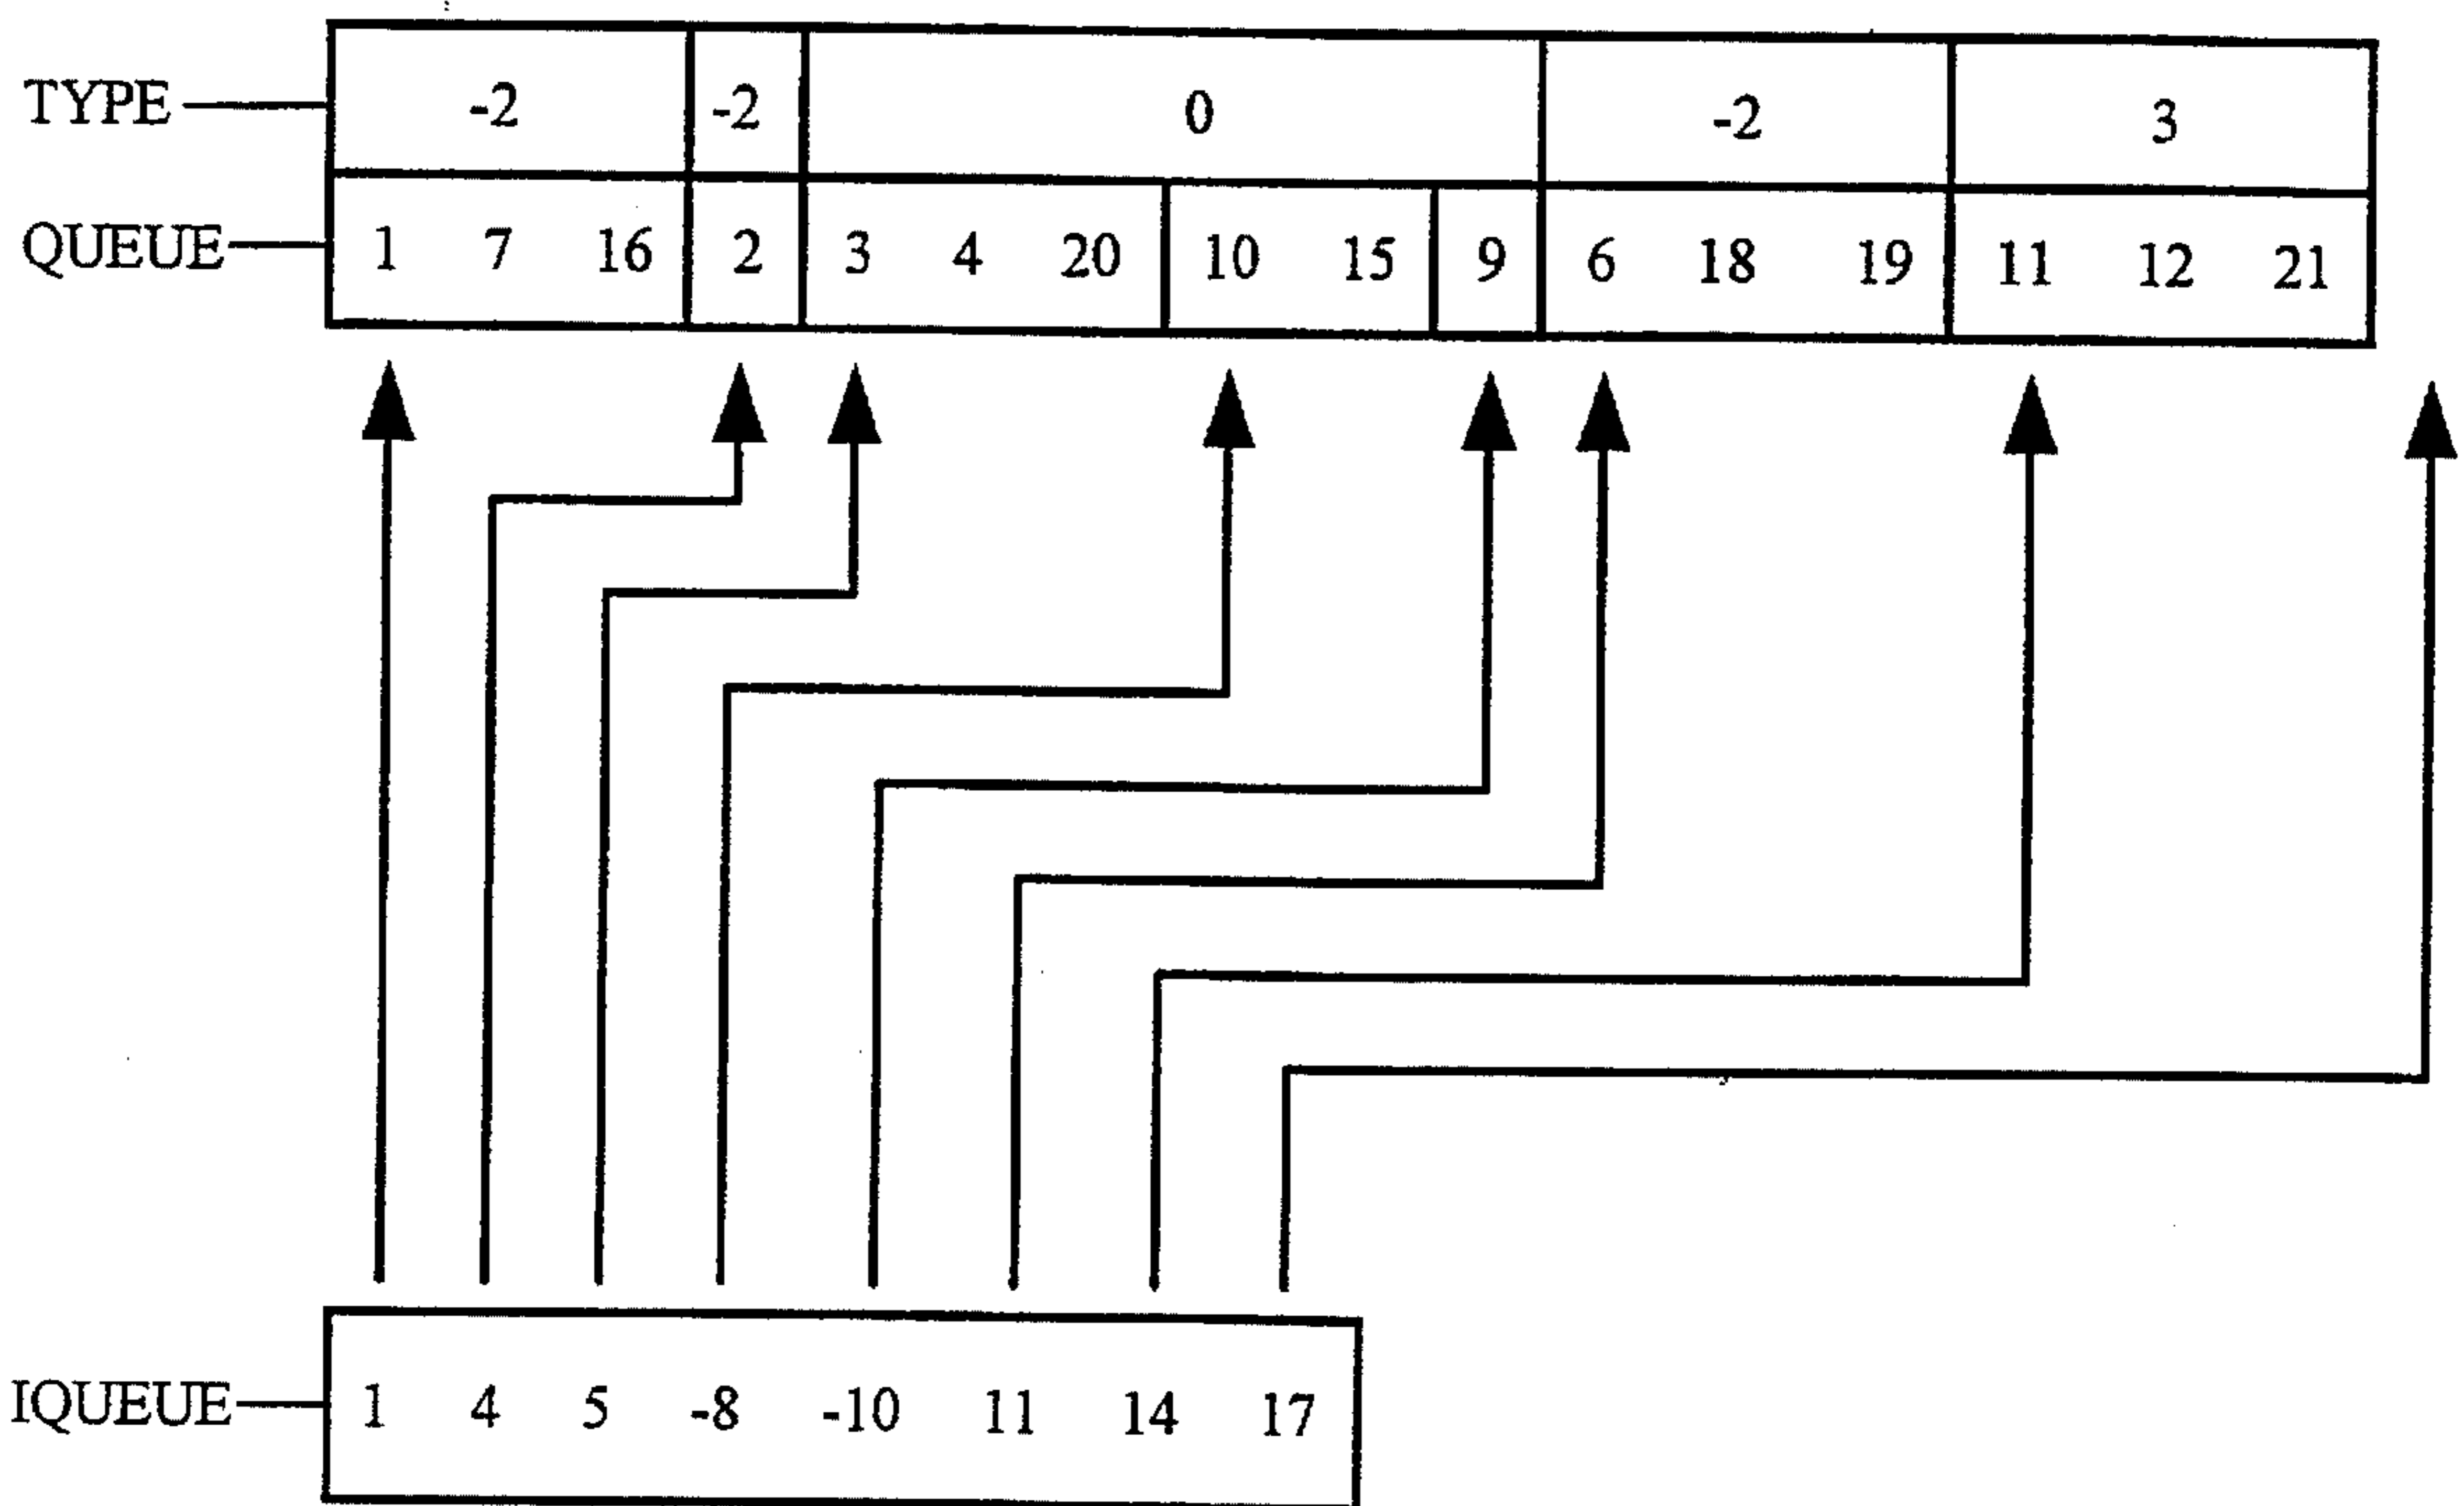 TYPE -2 -2 0 -2 3
QUEUE 1 7 16 2 3 4 20 10 15 9 6 18 19 11 12 21
IQUEUE 1 4 5 -8 -10 11 14 17